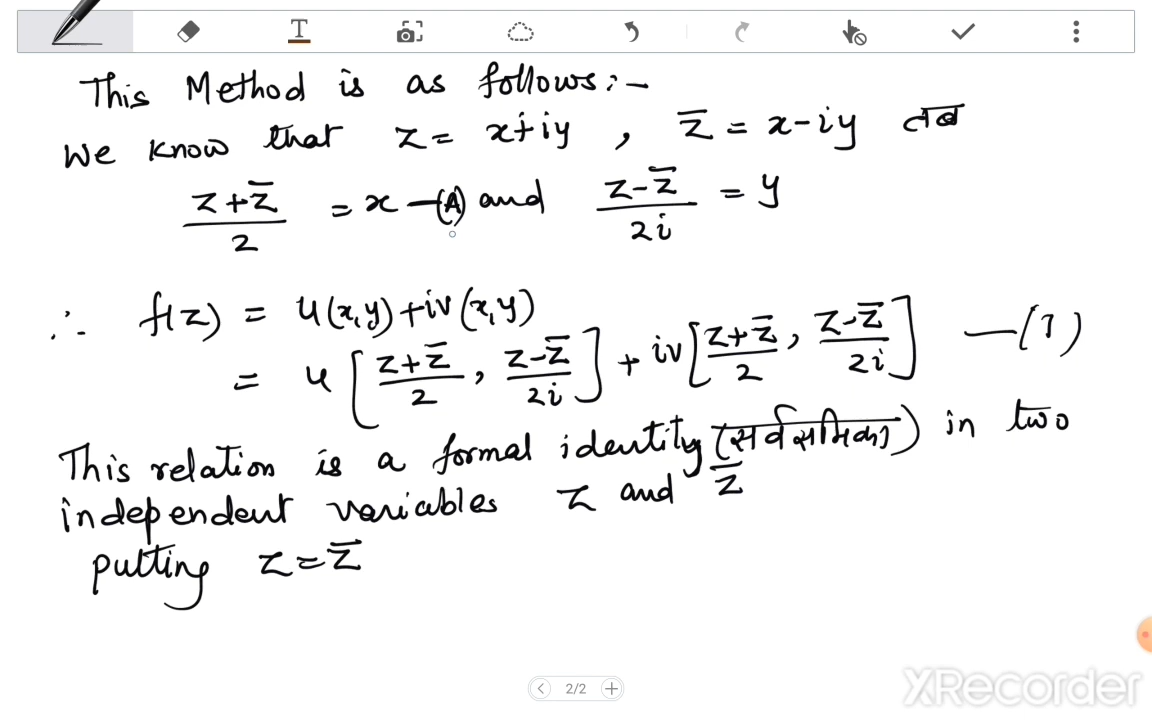 T
This Method is as follows:-
We know that z = x+iy , z̅ = x-iy तब
(z+z̅)/2 = x —(A) and (z-z̅)/2i = y
∴ f(z) = u(x,y)+iv(x,y)
= u[(z+z̅)/2, (z-z̅)/2i] + iv[(z+z̅)/2, (z-z̅)/2i] —(1)
This relation is a formal identity (सर्वसमिका) in two
independent variables z and z̅
putting z=z̅
2/2
XRecorder